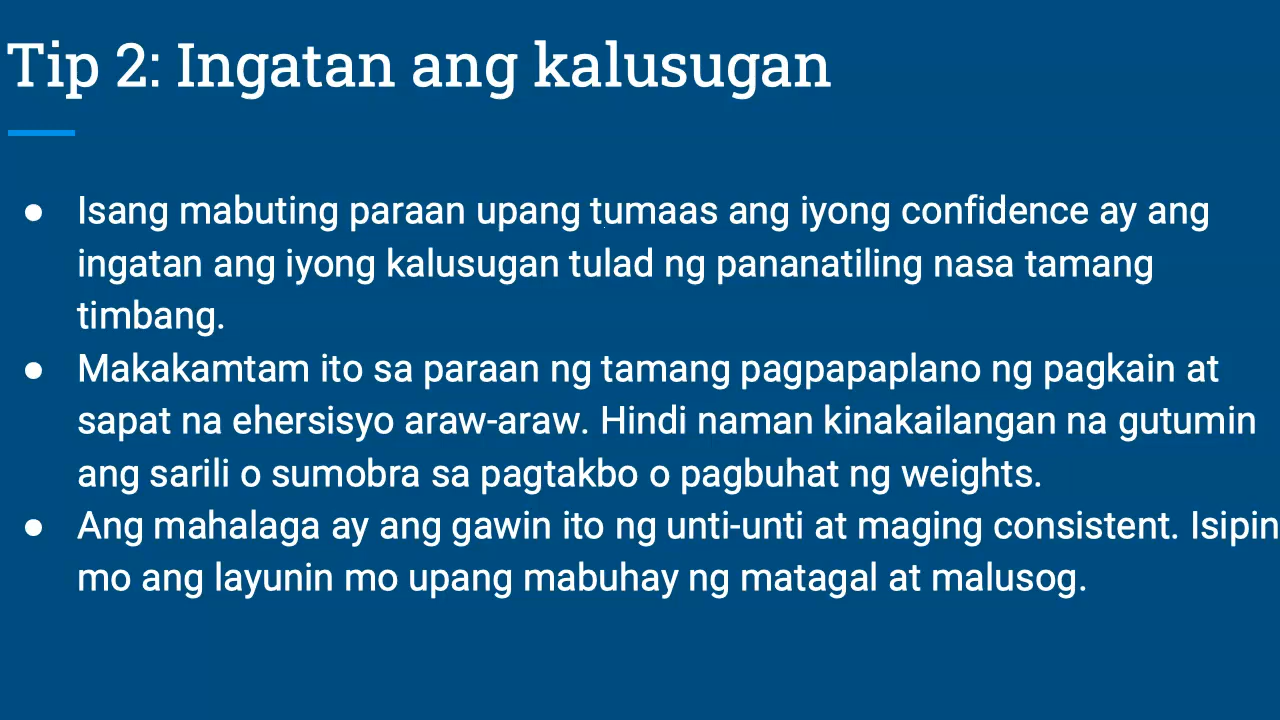 Tip 2: Ingatan ang kalusugan
● Isang mabuting paraan upang tumaas ang iyong confidence ay ang
ingatan ang iyong kalusugan tulad ng pananatiling nasa tamang
timbang.
● Makakamtam ito sa paraan ng tamang pagpapaplano ng pagkain at
sapat na ehersisyo araw-araw. Hindi naman kinakailangan na gutumin
ang sarili o sumobra sa pagtakbo o pagbuhat ng weights.
● Ang mahalaga ay ang gawin ito ng unti-unti at maging consistent. Isipin
mo ang layunin mo upang mabuhay ng matagal at malusog.